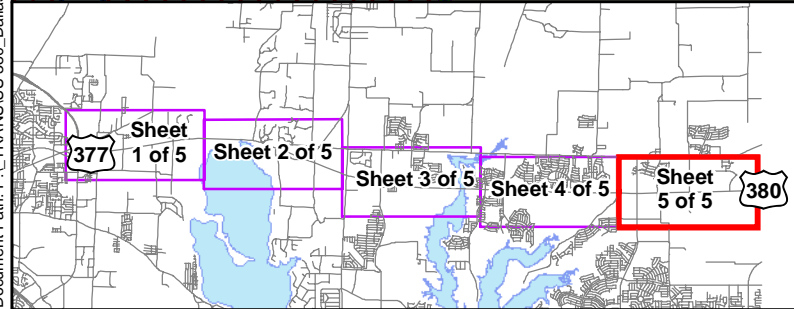 Sheet
1 of 5
377
Sheet 2 of 5
Sheet 3 of 5
Sheet 4 of 5
Sheet
5 of 5
380